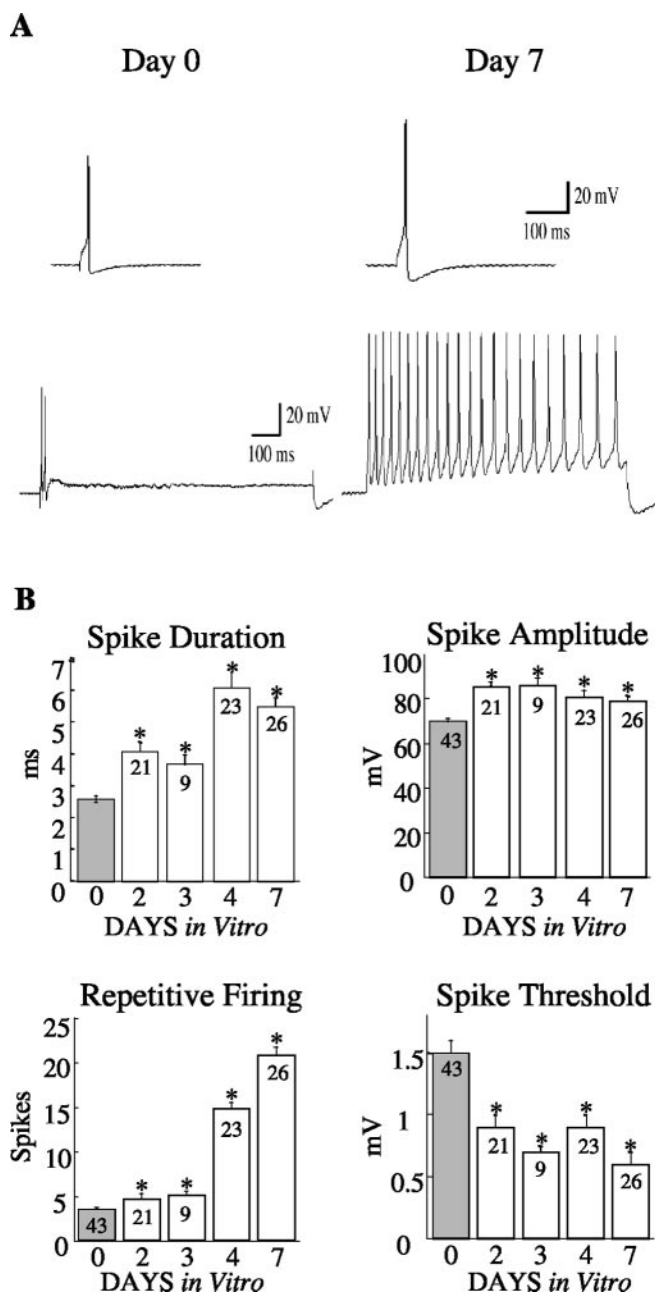 A
Day 0 Day 7
20 mV
100 ms
20 mV
100 ms
20 mV
100 ms
B
Spike Duration
ms
7
6
5
4
3
2
1
0
* * * *
21 9 23 26
0 2 3 4 7
DAYS in Vitro
Spike Amplitude
mV
100
80
60
40
20
0
* * * *
43 21 9 23 26
0 2 3 4 7
DAYS in Vitro
Repetitive Firing
Spikes
25
20
15
10
5
0
* * * *
43 21 9 23 26
0 2 3 4 7
DAYS in Vitro
Spike Threshold
mV
1.5
1
0.5
0
* * * *
43 21 9 23 26
0 2 3 4 7
DAYS in Vitro